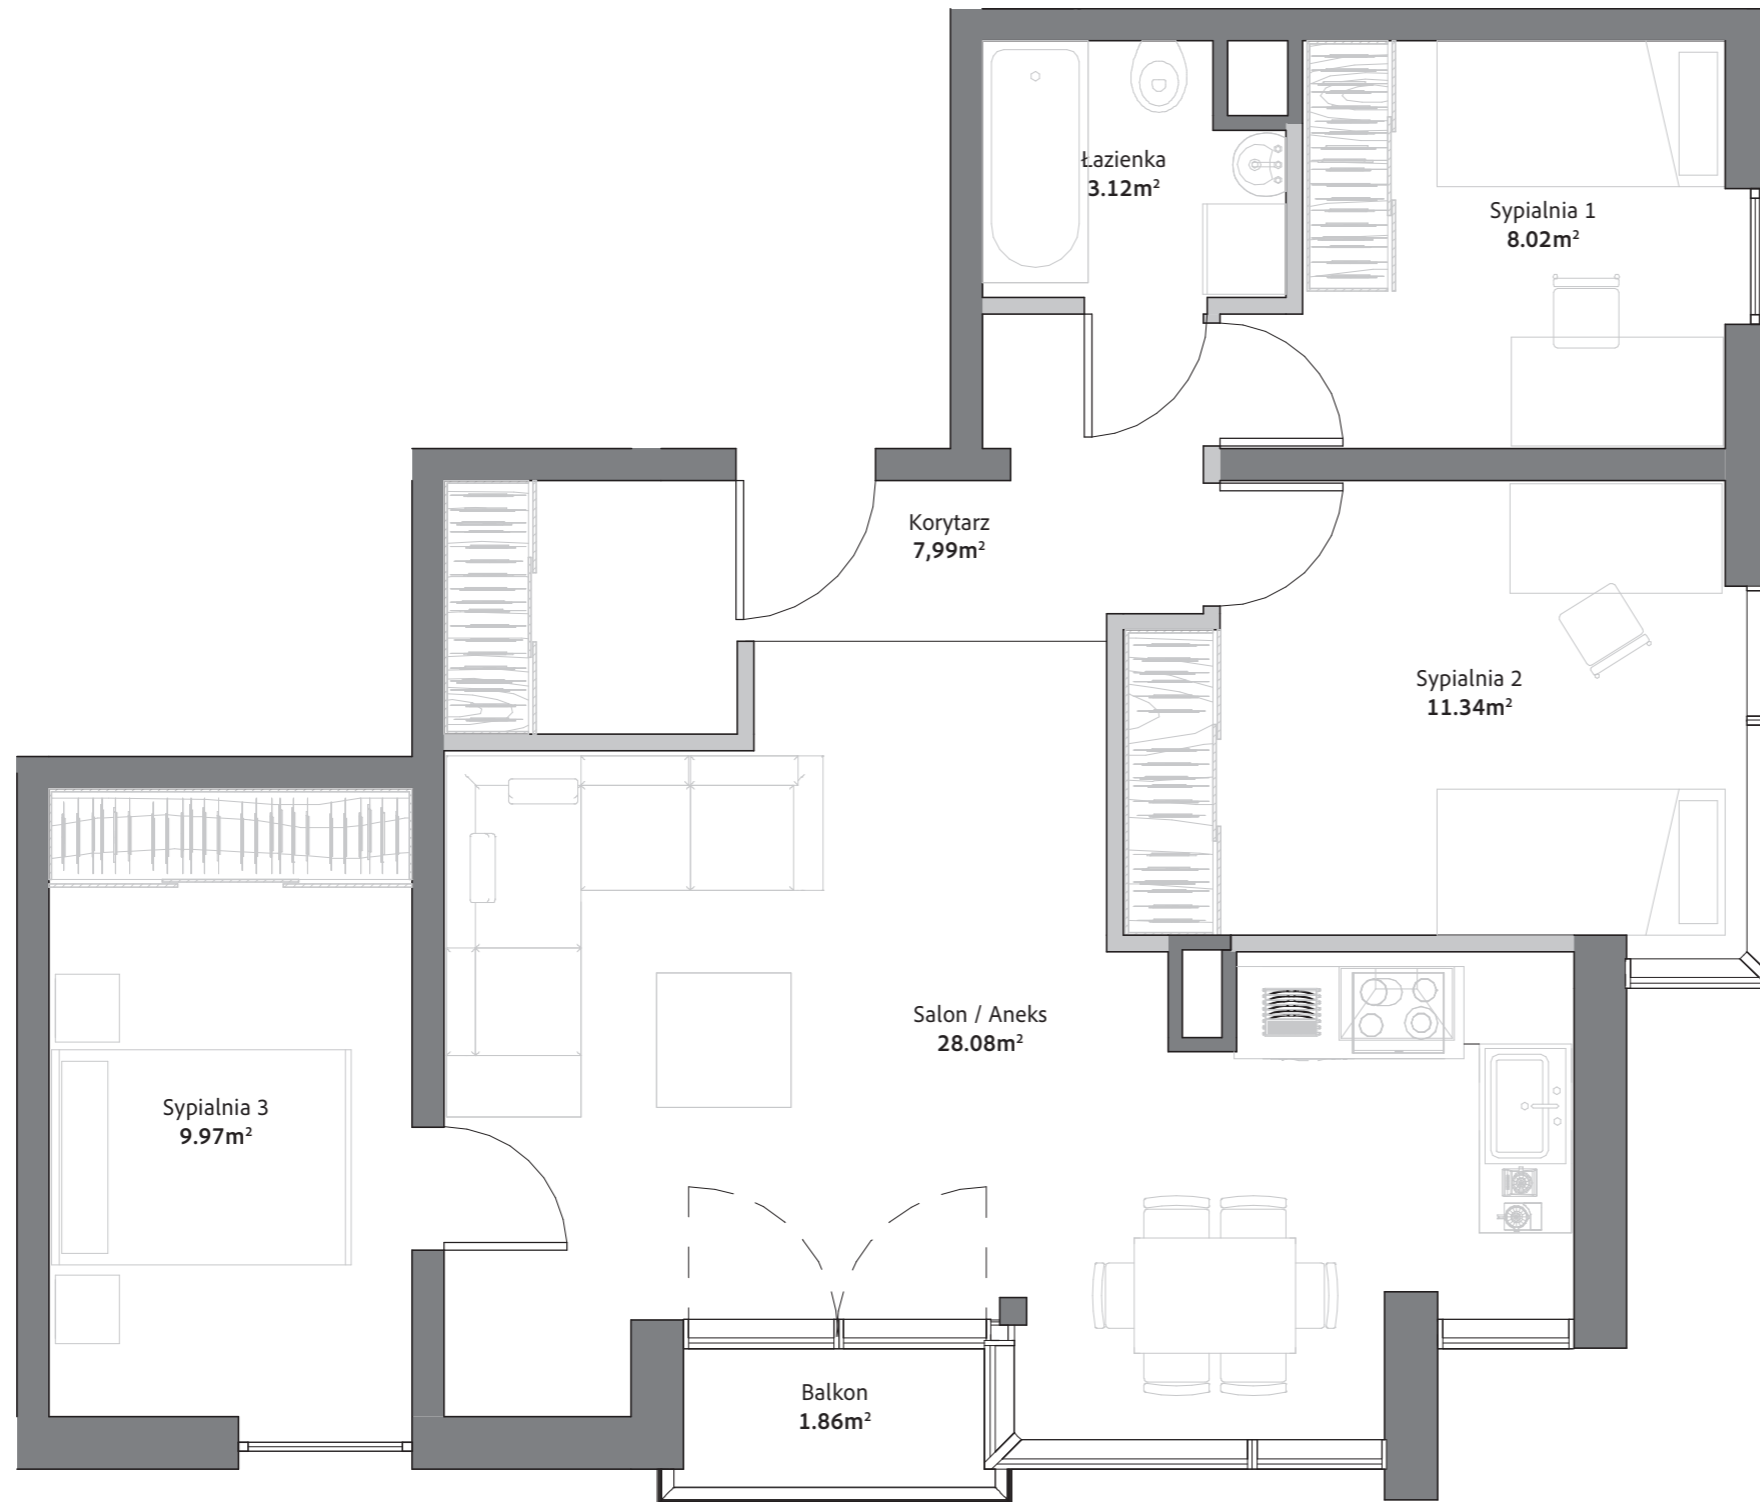 Łazienka
3.12m²
Sypialnia 1
8.02m²
Korytarz
7,99m²
Sypialnia 2
11.34m²
Salon / Aneks
28.08m²
Sypialnia 3
9.97m²
Balkon
1.86m²